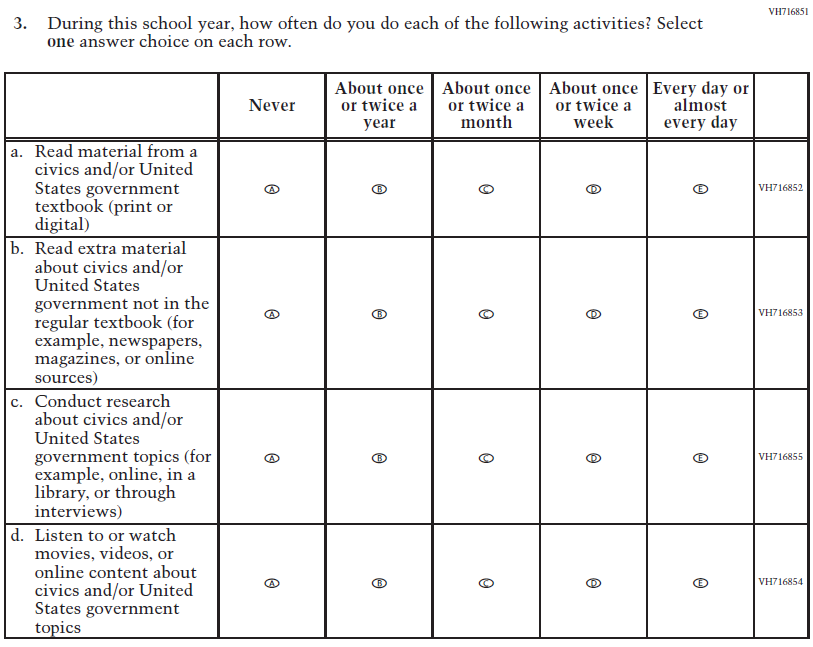 VH716851
3. During this school year, how often do you do each of the following activities? Select
one answer choice on each row.
Never
About once
or twice a
year
About once
or twice a
month
About once
or twice a
week
Every day or
almost
every day
a. Read material from a
civics and/or United
States government
textbook (print or
digital)
A B C D E VH716852
b. Read extra material
about civics and/or
United States
government not in the
regular textbook (for
example, newspapers,
magazines, or online
sources)
A B C D E VH716853
c. Conduct research
about civics and/or
United States
government topics (for
example, online, in a
library, or through
interviews)
A B C D E VH716855
d. Listen to or watch
movies, videos, or
online content about
civics and/or United
States government
topics
A B C D E VH716854